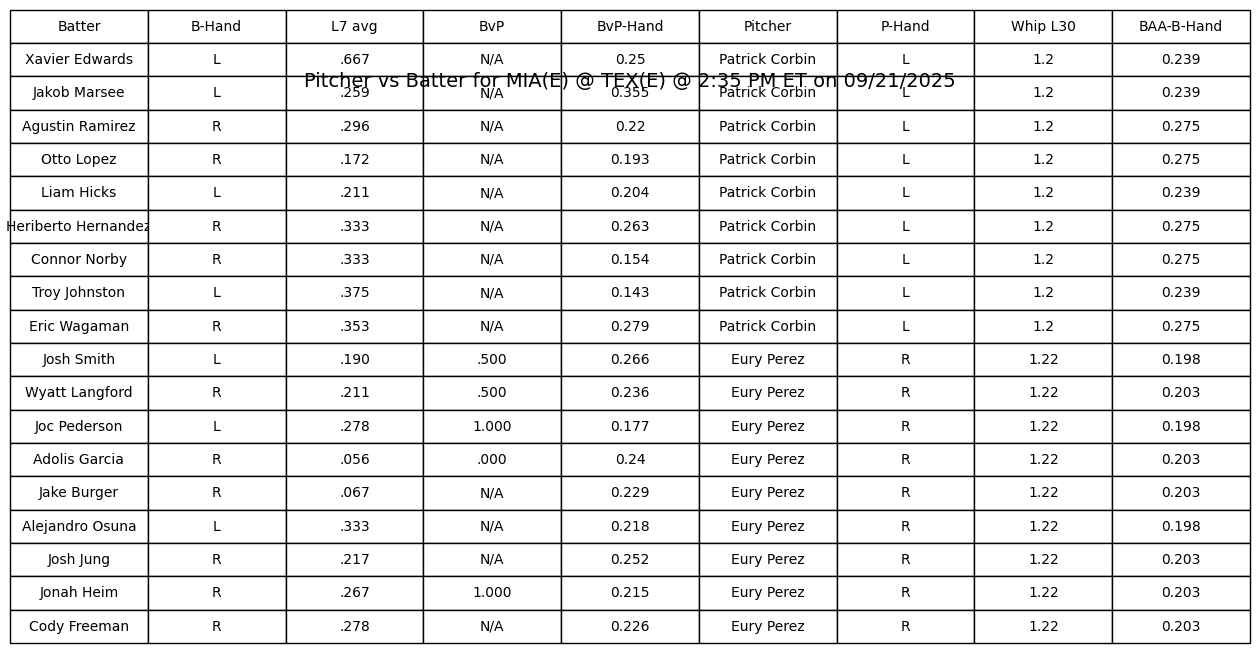 Batter B-Hand L7 avg BvP BvP-Hand Pitcher P-Hand Whip L30 BAA-B-Hand
Xavier Edwards L .667 N/A 0.25 Patrick Corbin L 1.2 0.239
Pitcher vs Batter for MIA(E) @ TEX(E) @ 2:35 PM ET on 09/21/2025
Jakob Marsee L .259 N/A 0.355 Patrick Corbin L 1.2 0.239
Agustin Ramirez R .296 N/A 0.22 Patrick Corbin L 1.2 0.275
Otto Lopez R .172 N/A 0.193 Patrick Corbin L 1.2 0.275
Liam Hicks L .211 N/A 0.204 Patrick Corbin L 1.2 0.239
Heriberto Hernandez R .333 N/A 0.263 Patrick Corbin L 1.2 0.275
Connor Norby R .333 N/A 0.154 Patrick Corbin L 1.2 0.275
Troy Johnston L .375 N/A 0.143 Patrick Corbin L 1.2 0.239
Eric Wagaman R .353 N/A 0.279 Patrick Corbin L 1.2 0.275
Josh Smith L .190 .500 0.266 Eury Perez R 1.22 0.198
Wyatt Langford R .211 .500 0.236 Eury Perez R 1.22 0.203
Joc Pederson L .278 1.000 0.177 Eury Perez R 1.22 0.198
Adolis Garcia R .056 .000 0.24 Eury Perez R 1.22 0.203
Jake Burger R .067 N/A 0.229 Eury Perez R 1.22 0.203
Alejandro Osuna L .333 N/A 0.218 Eury Perez R 1.22 0.198
Josh Jung R .217 N/A 0.252 Eury Perez R 1.22 0.203
Jonah Heim R .267 1.000 0.215 Eury Perez R 1.22 0.203
Cody Freeman R .278 N/A 0.226 Eury Perez R 1.22 0.203